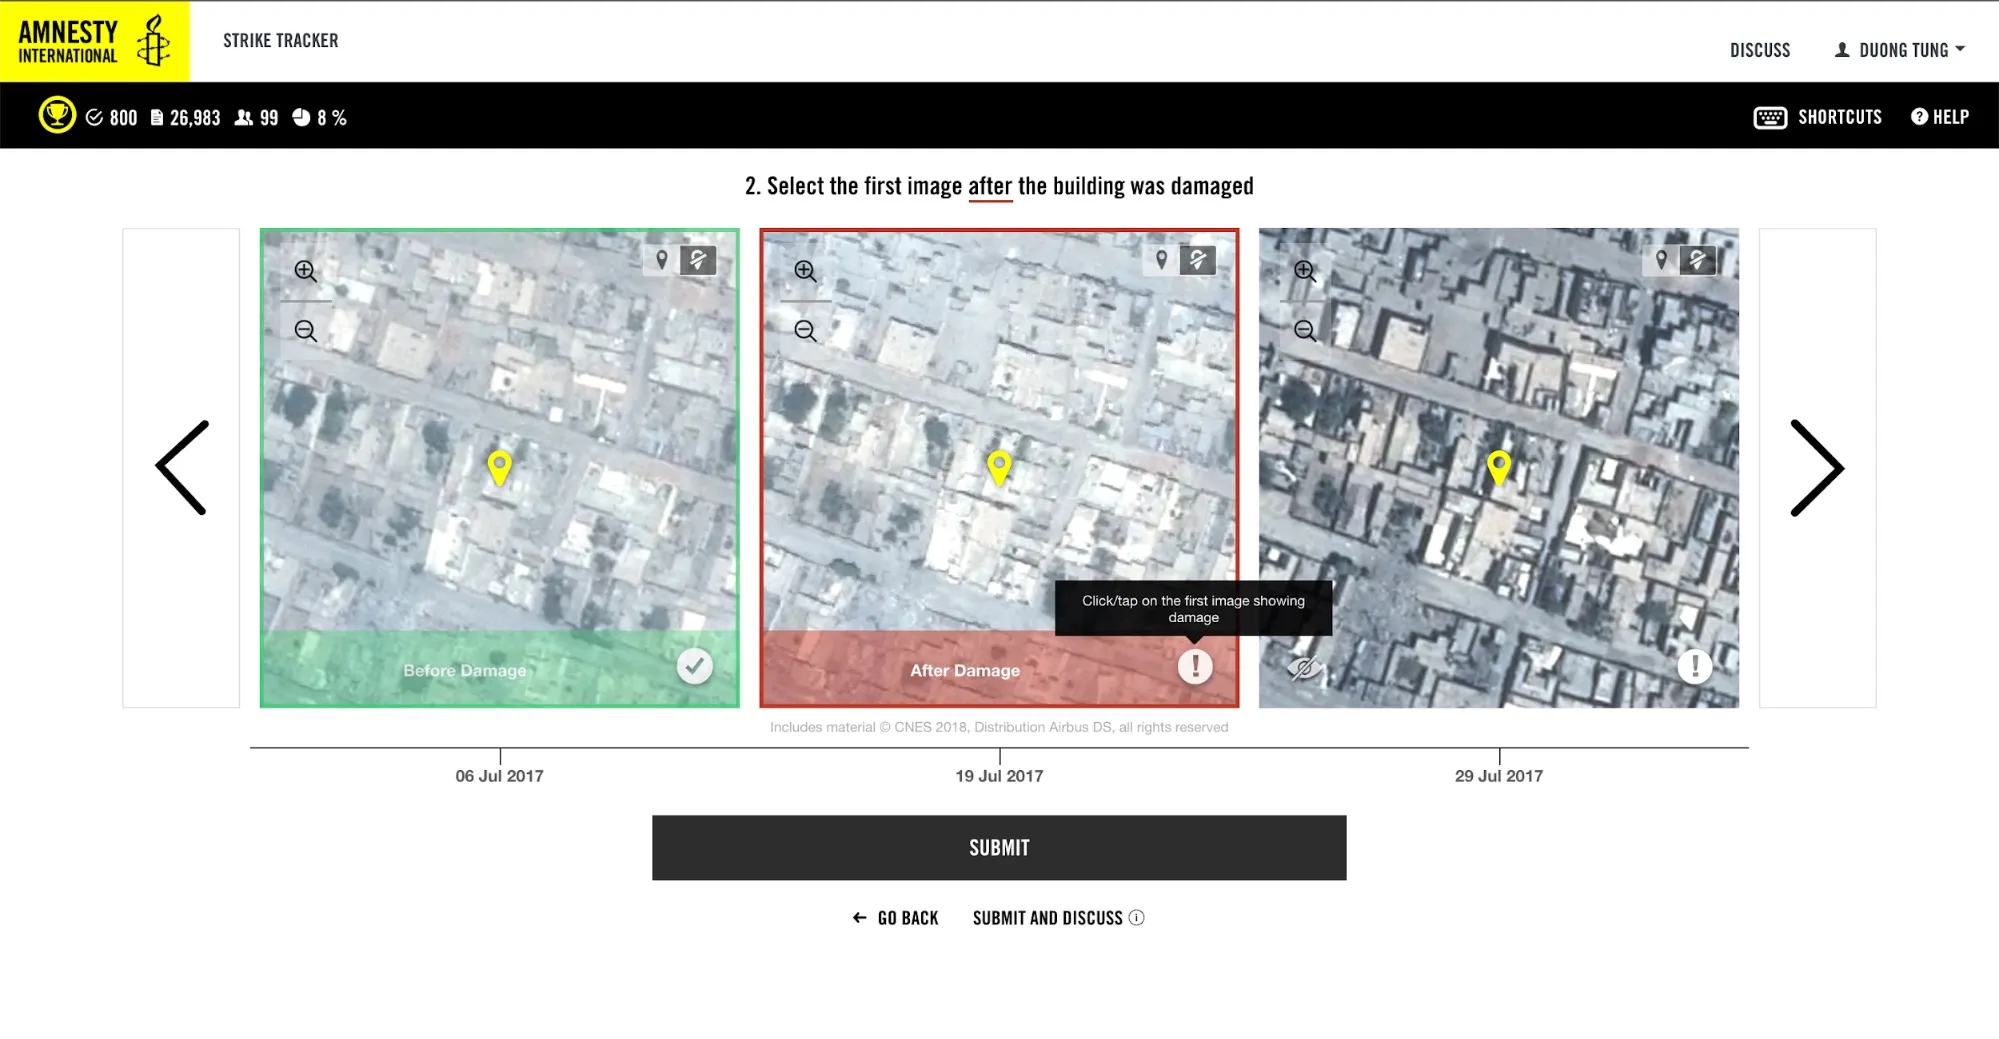 AMNESTY
INTERNATIONAL
STRIKE TRACKER
DISCUSS
DUONG TUNG
800
26,983
99
8 %
SHORTCUTS
HELP
2. Select the first image after the building was damaged
Before Damage
After Damage
Click/tap on the first image showing
damage
Includes material © CNES 2018, Distribution Airbus DS, all rights reserved
06 Jul 2017
19 Jul 2017
29 Jul 2017
SUBMIT
GO BACK
SUBMIT AND DISCUSS